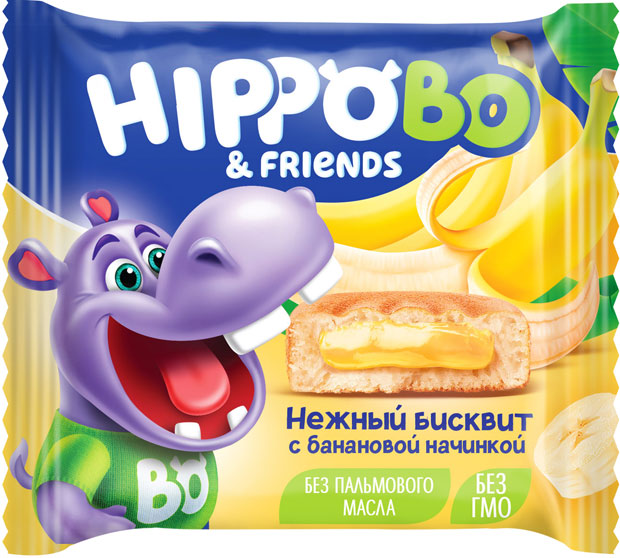 HIPPOBO
& FRIENDS
Нежный бисквит
с банановой начинкой
БЕЗ ПАЛЬМОВОГО
МАСЛА
БЕЗ
ГМО
BO